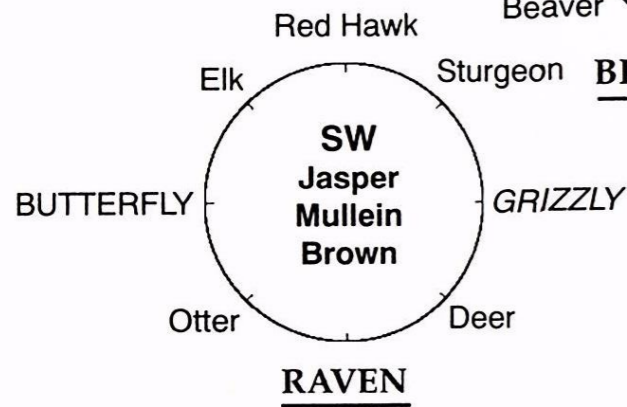 Beaver
Red Hawk
Elk
Sturgeon
SW
Jasper
Mullein
Brown
BUTTERFLY
GRIZZLY
Otter
Deer
RAVEN